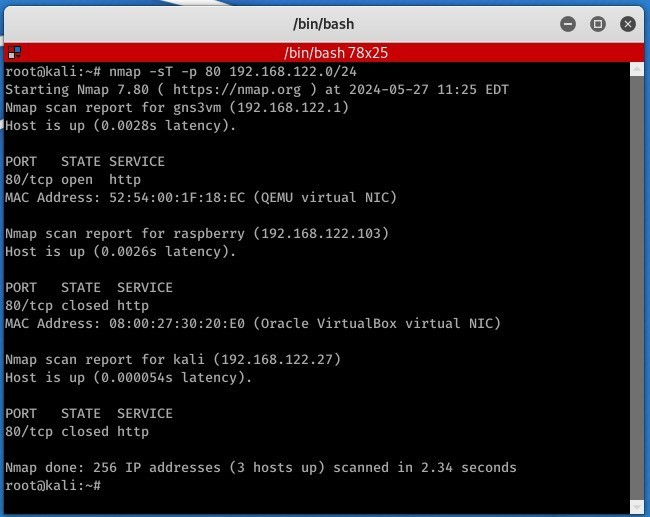 /bin/bash
/bin/bash 78x25
root@kali:~# nmap -sT -p 80 192.168.122.0/24
Starting Nmap 7.80 ( https://nmap.org ) at 2024-05-27 11:25 EDT
Nmap scan report for gns3vm (192.168.122.1)
Host is up (0.0028s latency).
PORT   STATE SERVICE
80/tcp open  http
MAC Address: 52:54:00:1F:18:EC (QEMU virtual NIC)
Nmap scan report for raspberry (192.168.122.103)
Host is up (0.0026s latency).
PORT   STATE  SERVICE
80/tcp closed http
MAC Address: 08:00:27:30:20:E0 (Oracle VirtualBox virtual NIC)
Nmap scan report for kali (192.168.122.27)
Host is up (0.000054s latency).
PORT   STATE  SERVICE
80/tcp closed http
Nmap done: 256 IP addresses (3 hosts up) scanned in 2.34 seconds
root@kali:~#